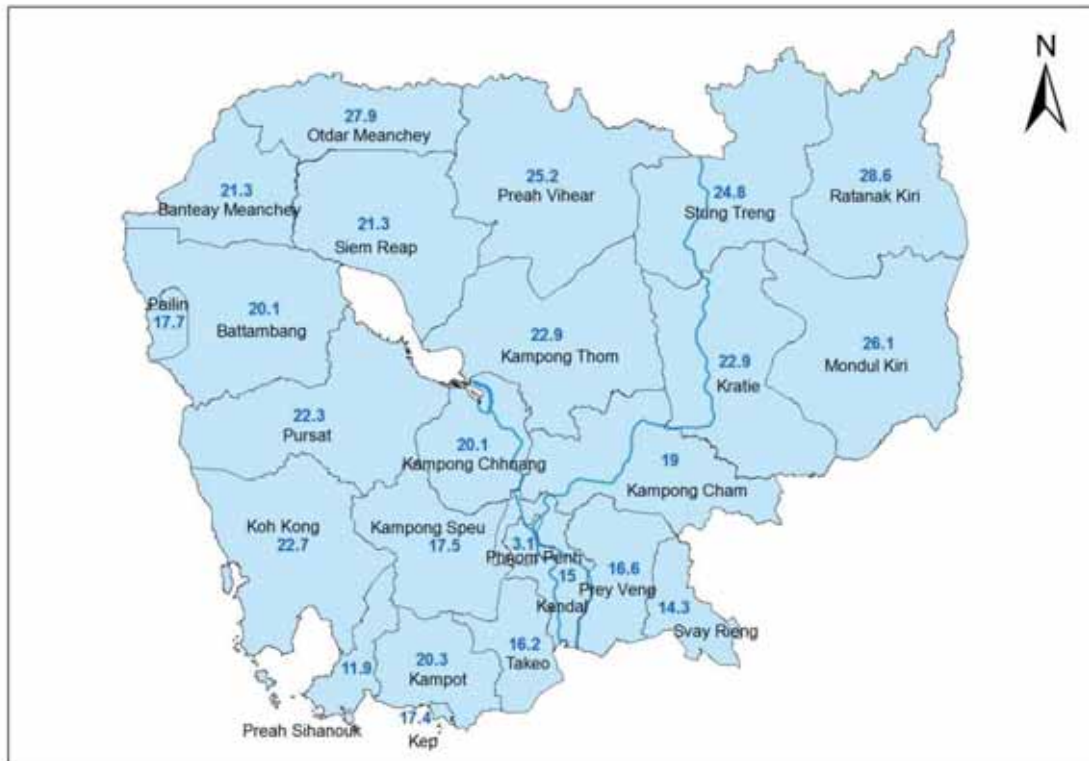 N
27.9
Otdar Meanchey
25.2
Preah Vihear
28.6
Ratanak Kiri
24.8
Stung Treng
21.3
Banteay Meanchey
21.3
Siem Reap
Pailin
17.7
20.1
Battambang
22.9
Kampong Thom
22.9
Kratie
26.1
Mondul Kiri
22.3
Pursat
20.1
Kampong Chhnang
19
Kampong Cham
Koh Kong
22.7
Kampong Speu
17.5
3.1
Phnom Penh
15
Kandal
16.6
Prey Veng
14.3
Svay Rieng
16.2
Takeo
20.3
Kampot
11.9
Preah Sihanouk
17.4
Kep